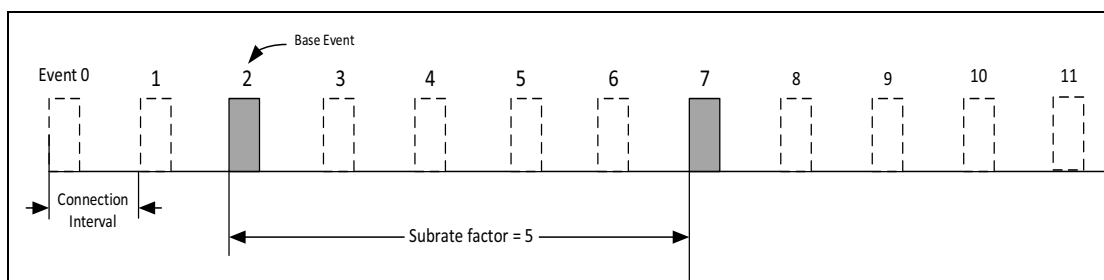 Base Event
Event 0 1 2 3 4 5 6 7 8 9 10 11
Connection
Interval
Subrate factor = 5